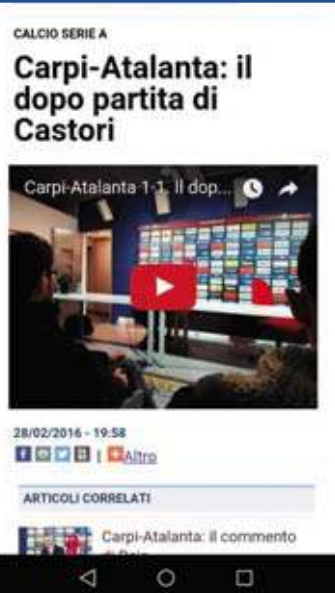 CALCIO SERIE A
Carpi-Atalanta: il
dopo partita di
Castori
Carpi-Atalanta 1-1. Il dop...
28/02/2016 - 19:58
| Altro
ARTICOLI CORRELATI
Carpi-Atalanta: il commento